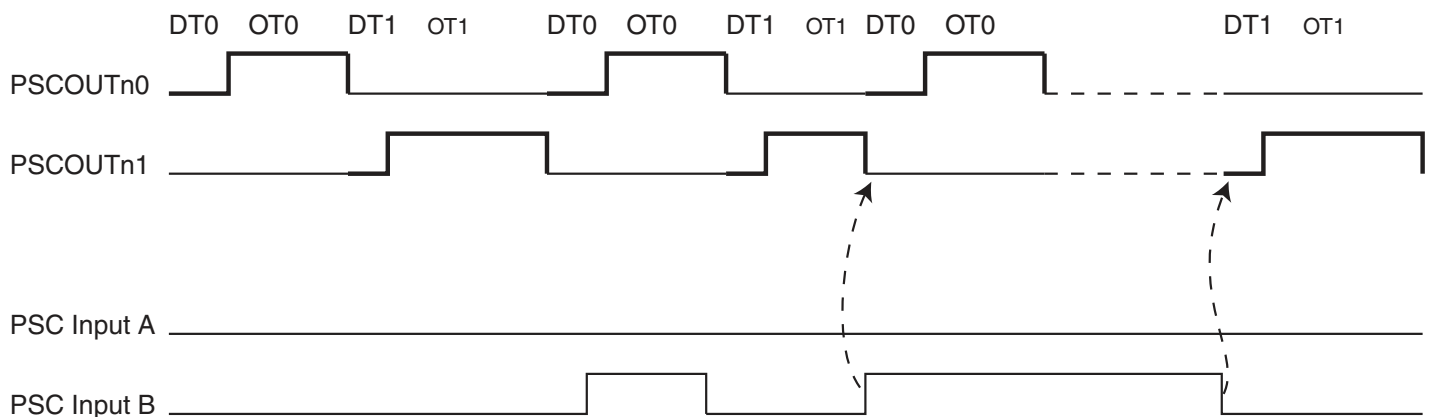 DT0 OT0 DT1 OT1 DT0 OT0 DT1 OT1 DT0 OT0 DT1 OT1
PSCOUTn0
PSCOUTn1
PSC Input A
PSC Input B